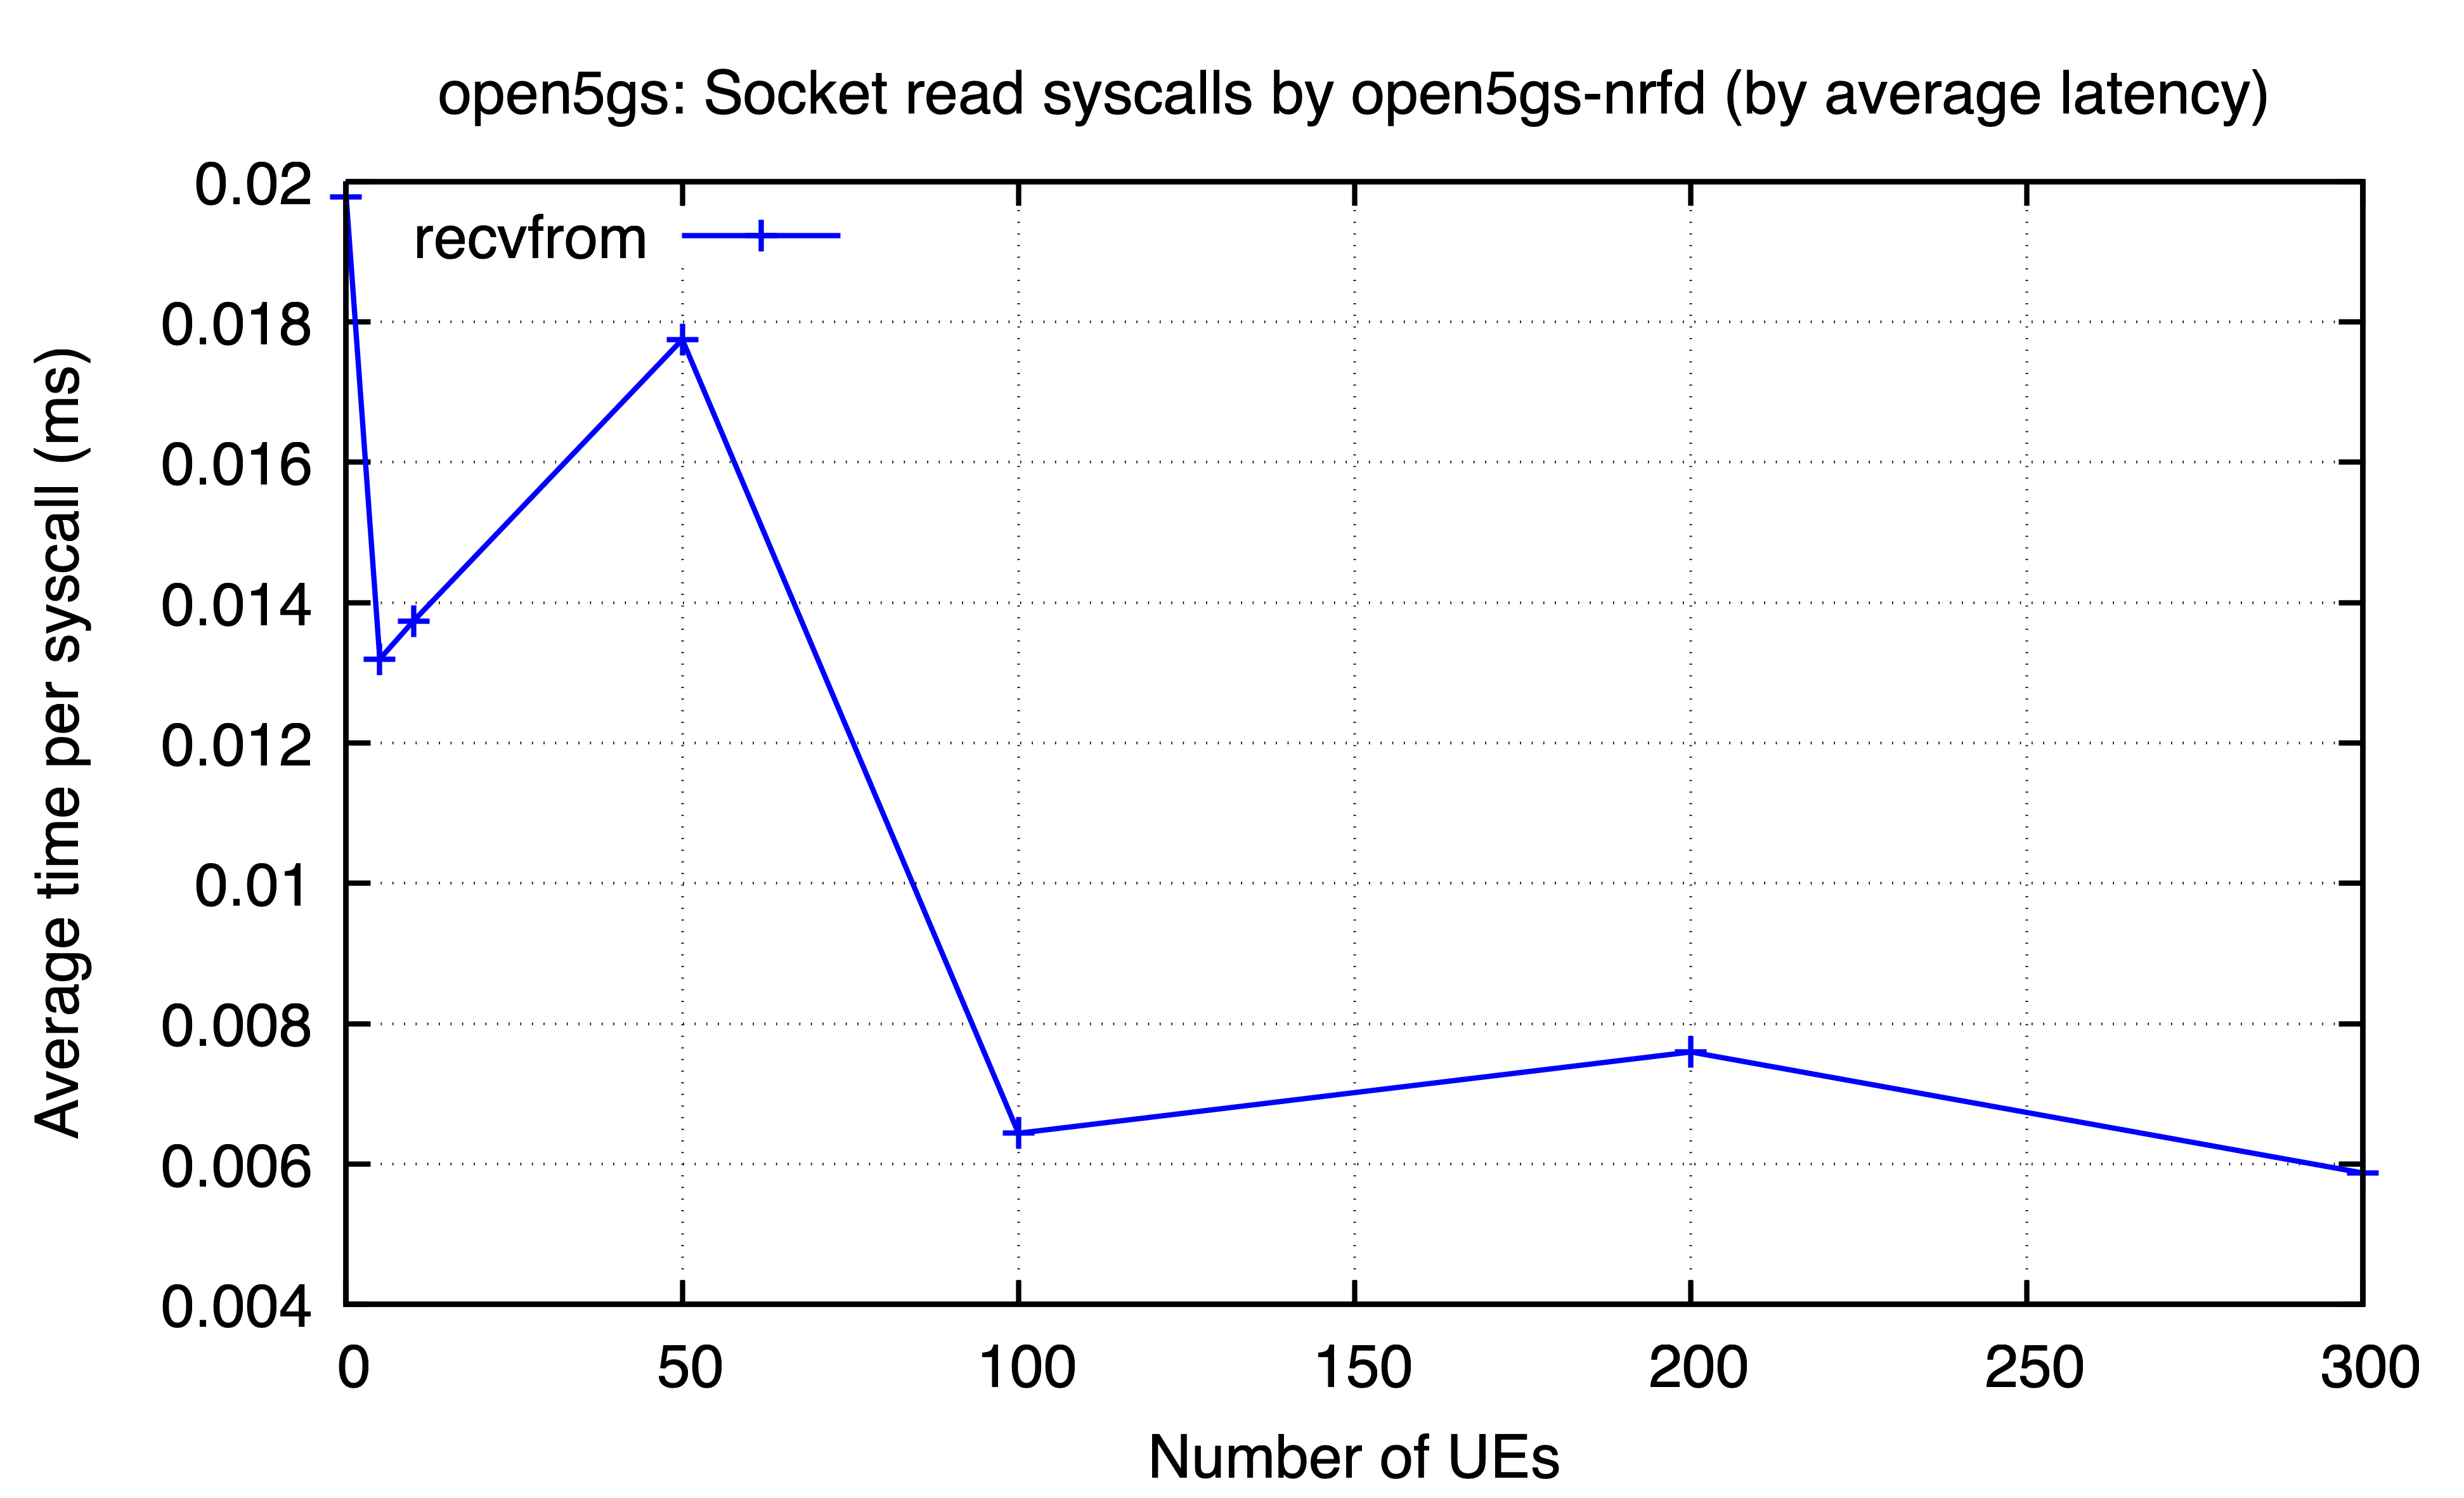 open5gs: Socket read syscalls by open5gs-nrfd (by average latency)
recvfrom
Average time per syscall (ms)
0.02
0.018
0.016
0.014
0.012
0.01
0.008
0.006
0.004
0 50 100 150 200 250 300
Number of UEs